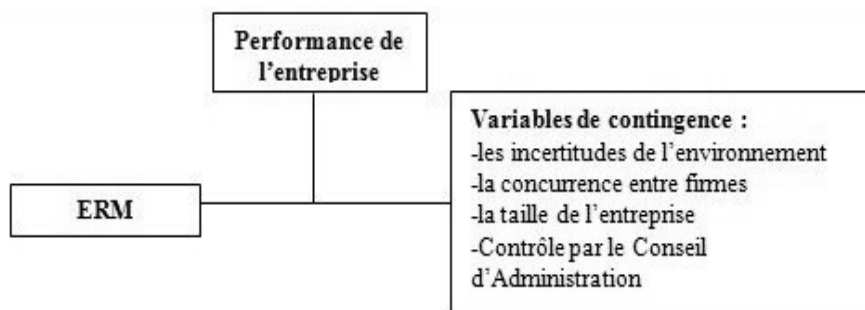 Performance de
l'entreprise
Variables de contingence :
-les incertitudes de l'environnement
-la concurrence entre firmes
-la taille de l'entreprise
-Contrôle par le Conseil
d'Administration
ERM